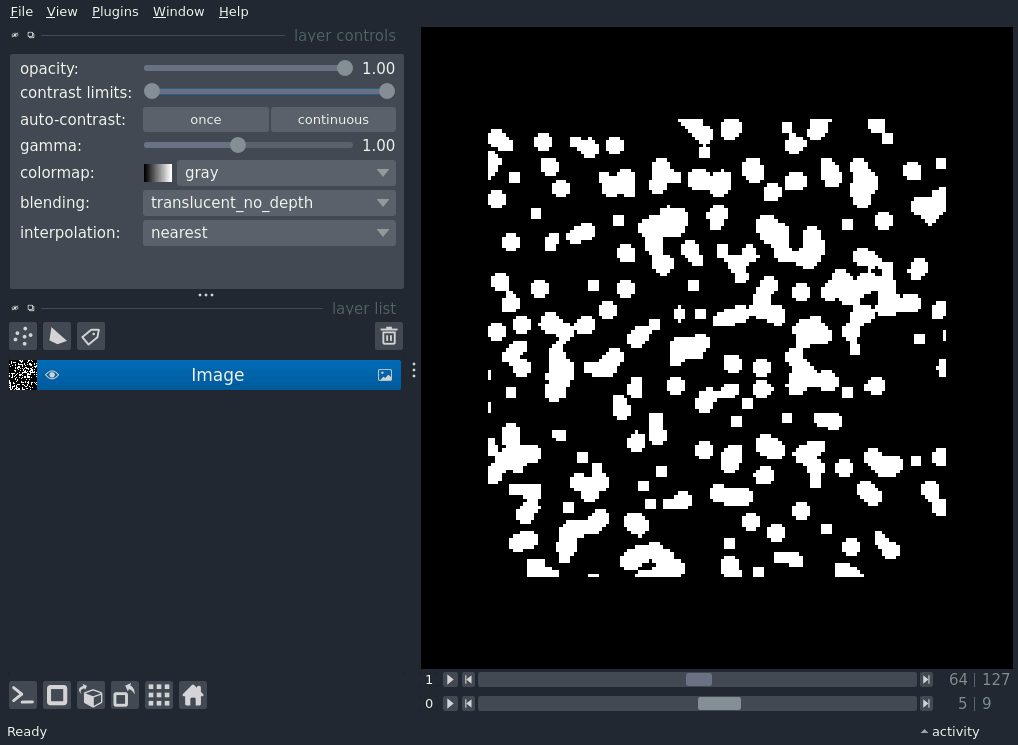 File View Plugins Window Help
layer controls
opacity: 1.00
contrast limits:
auto-contrast: once continuous
gamma: 1.00
colormap: gray
blending: translucent_no_depth
interpolation: nearest
layer list
Image
1 64 | 127
0 5 | 9
Ready activity